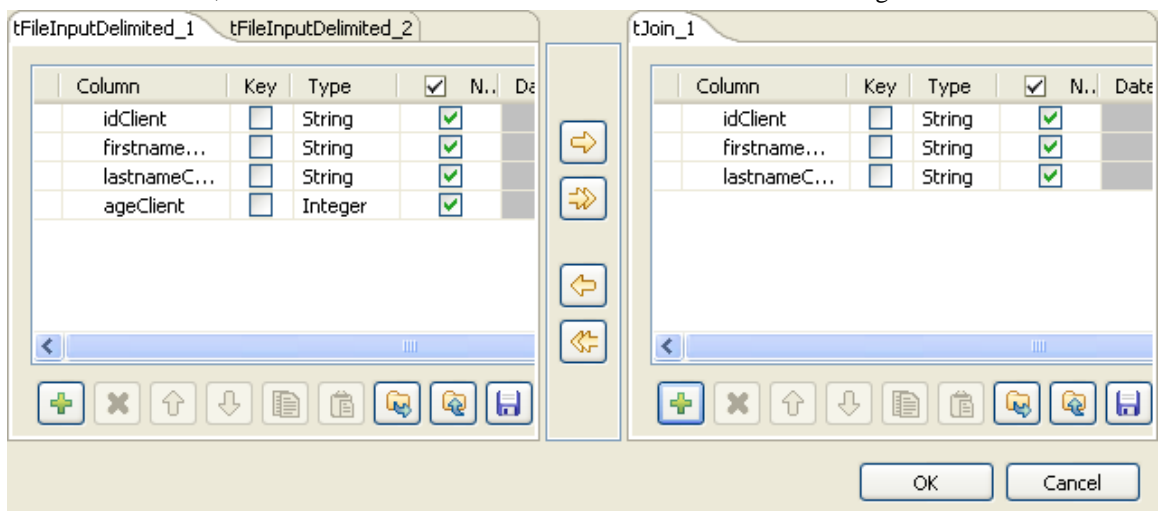 tFileInputDelimited_1 tFileInputDelimited_2 tJoin_1
Column Key Type N.. Da Column Key Type N.. Date
idClient String idClient String
firstname... String firstname... String
lastnameC... String lastnameC... String
ageClient Integer
OK Cancel